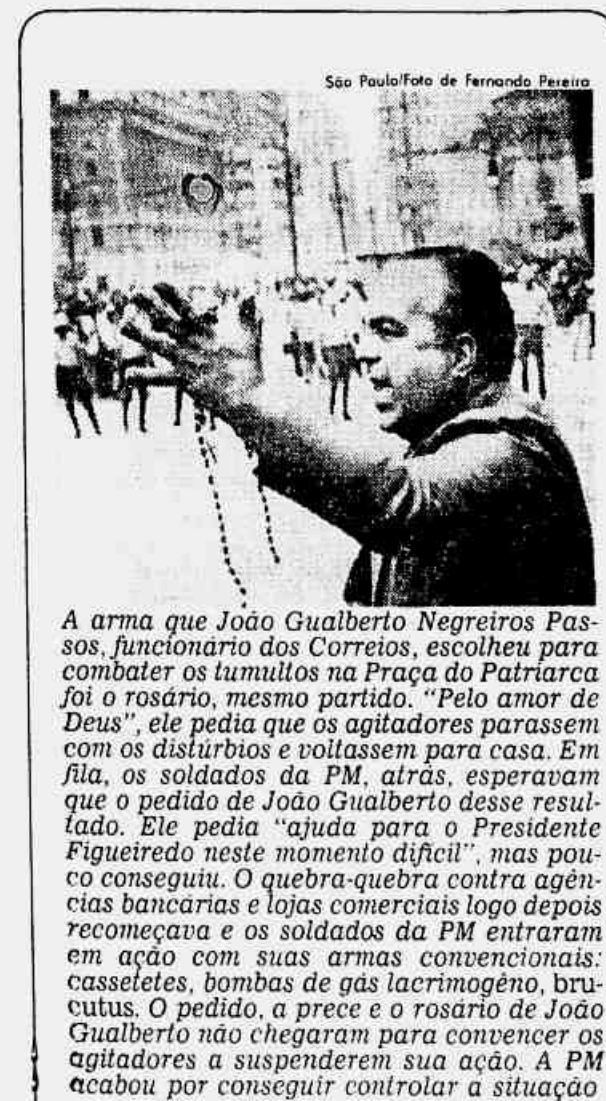 São Paulo/Foto de Fernando Pereira
A arma que João Gualberto Negreiros Pas-
sos, funcionário dos Correios, escolheu para
combater os tumultos na Praça do Patriarca
foi o rosário, mesmo partido. "Pelo amor de
Deus", ele pedia que os agitadores parassem
com os distúrbios e voltassem para casa. Em
fila, os soldados da PM, atrás, esperavam
que o pedido de João Gualberto desse resul-
tado. Ele pedia "ajuda para o Presidente
Figueiredo neste momento difícil", mas pou-
co conseguiu. O quebra-quebra contra agên-
cias bancárias e lojas comerciais logo depois
recomeçava e os soldados da PM entraram
em ação com suas armas convencionais:
cassetetes, bombas de gás lacrimogêno, bru-
cutus. O pedido, a prece e o rosário de João
Gualberto não chegaram para convencer os
agitadores a suspenderem sua ação. A PM
acabou por conseguir controlar a situação